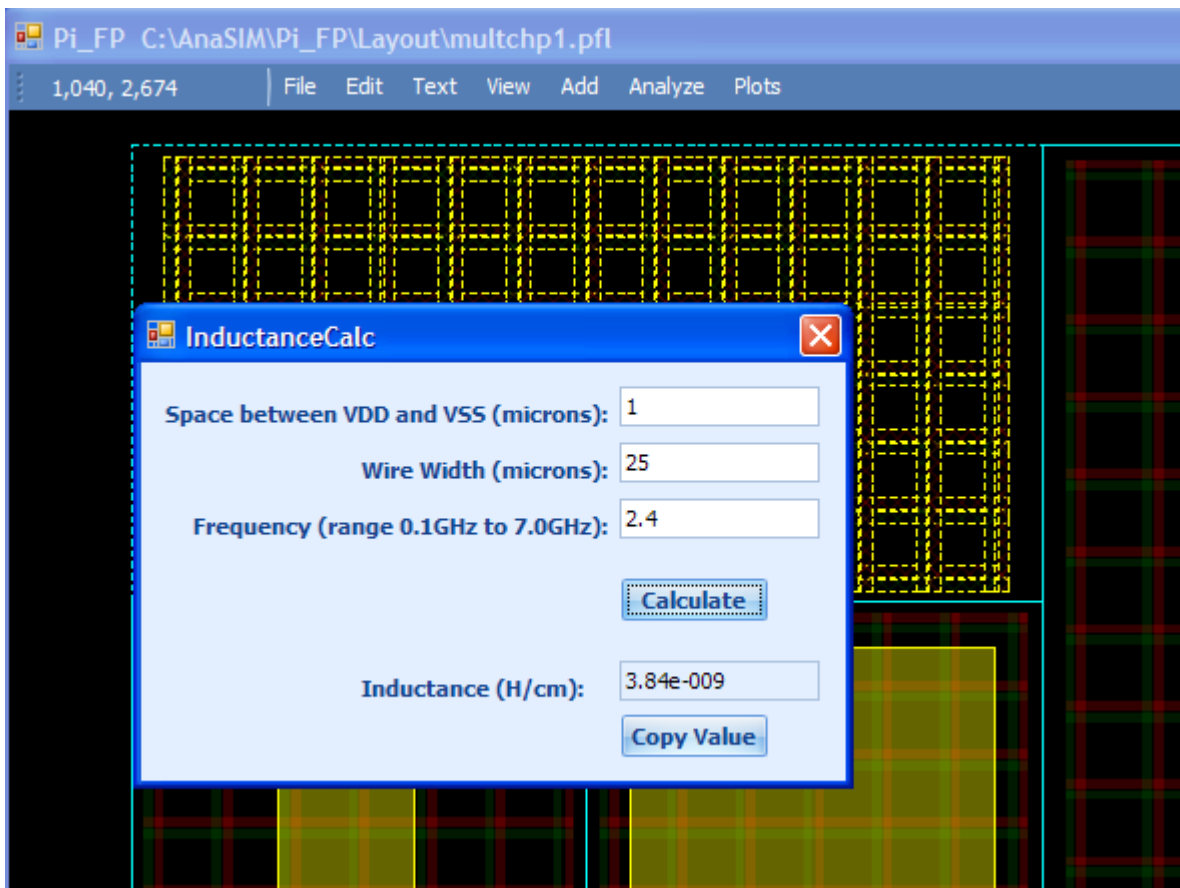 Pi_FP C:\AnaSIM\Pi_FP\Layout\multchp1.pfl
1,040, 2,674 File Edit Text View Add Analyze Plots
InductanceCalc
Space between VDD and VSS (microns): 1
Wire Width (microns): 25
Frequency (range 0.1GHz to 7.0GHz): 2.4
Calculate
Inductance (H/cm): 3.84e-009
Copy Value